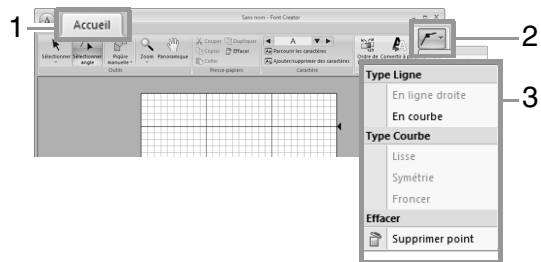 1
Accueil
Sans nom - Font Creator
2
Couper
Dupliquer
A
Copier
Effacer
Parcourir les caractères
Sélectionner
Sélectionner angle
Piqûre manuelle
Zoom
Panoramique
Coller
Ajouter/supprimer des caractères
Ordre de
Convertir à p
Outils
Presse-papiers
Caractère
3
Type Ligne
En ligne droite
En courbe
Type Courbe
Lisse
Symétrie
Froncer
Effacer
Supprimer point